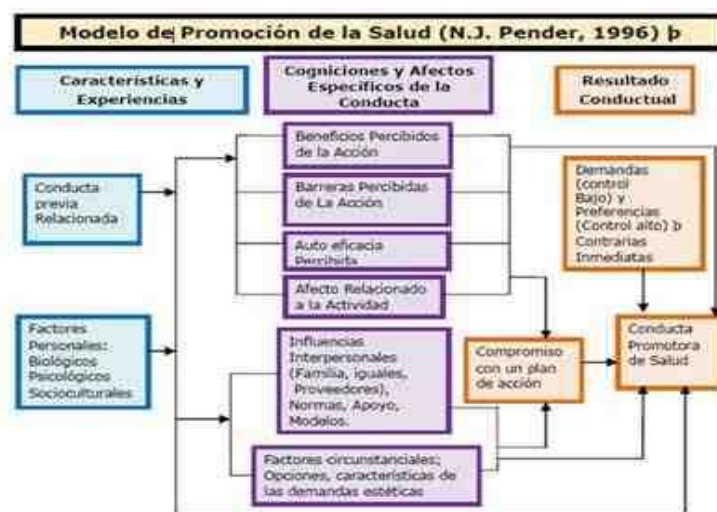 Modelo de Promoción de la Salud (N.J. Pender, 1996) þ
Características y
Experiencias
Cogniciones y Afectos
Específicos de la
Conducta
Resultado
Conductual
Conducta
previa
Relacionada
Factores
Personales:
Biológicos
Psicológicos
Socioculturales
Beneficios Percibidos
de la Acción
Barreras Percibidas
de La Acción
Auto eficacia
Percibida
Afecto Relacionado
a la Actividad
Influencias
Interpersonales
(Familia, iguales,
Proveedores),
Normas, Apoyo,
Modelos.
Factores circunstanciales:
Opciones, características de
las demandas estéticas
Compromiso
con un plan
de acción
Demandas
(control
Bajo) y
Preferencias
(Control alto) þ
Contrarias
Inmediatas
Conducta
Promotora
de Salud